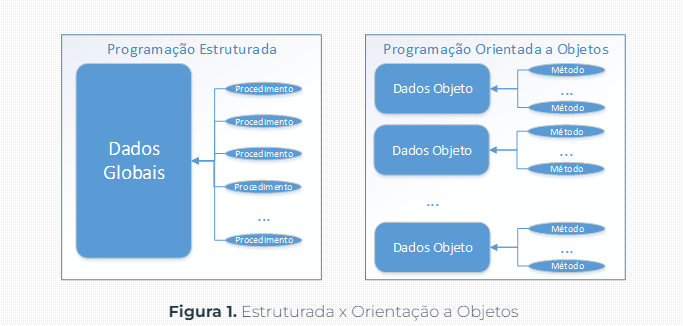 Programação Estruturada
Dados
Globais
Procedimento
Procedimento
Procedimento
Procedimento
...
Procedimento
Programação Orientada a Objetos
Dados Objeto
Método
...
Método
Dados Objeto
Método
...
Método
...
Dados Objeto
Método
...
Método
Figura 1. Estruturada x Orientação a Objetos